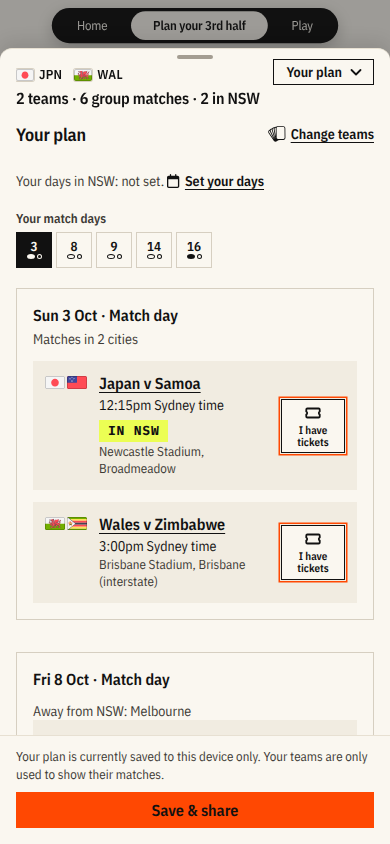 Home
Plan your 3rd half
Play
JPN WAL
Your plan
2 teams · 6 group matches · 2 in NSW
Your plan
Change teams
Your days in NSW: not set. Set your days
Your match days
3
8
9
14
16
Sun 3 Oct · Match day
Matches in 2 cities
Japan v Samoa
12:15pm Sydney time
IN NSW
Newcastle Stadium,
Broadmeadow
I have
tickets
Wales v Zimbabwe
3:00pm Sydney time
Brisbane Stadium, Brisbane
(interstate)
I have
tickets
Fri 8 Oct · Match day
Away from NSW: Melbourne
Your plan is currently saved to this device only. Your teams are only
used to show their matches.
Save & share